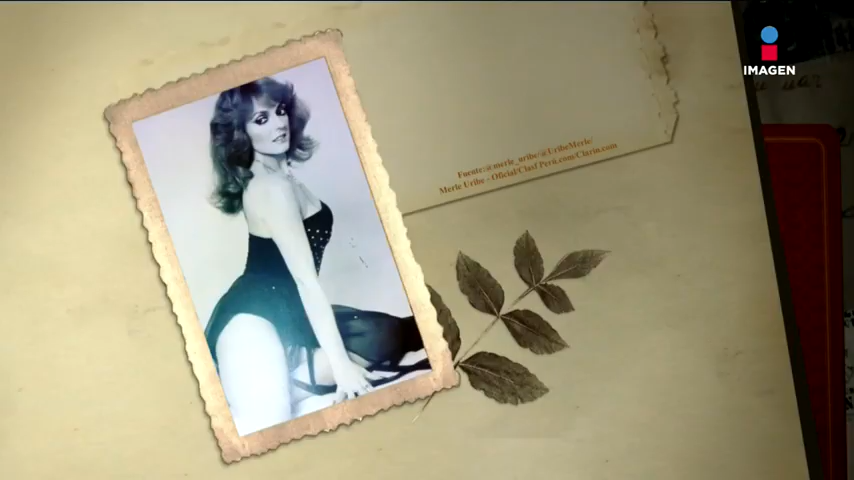 IMAGEN
Fuente:@merle_uribe/@UribeMerle/
Merle Uribe - Oficial/Clasf Perú.com/Clarín.com